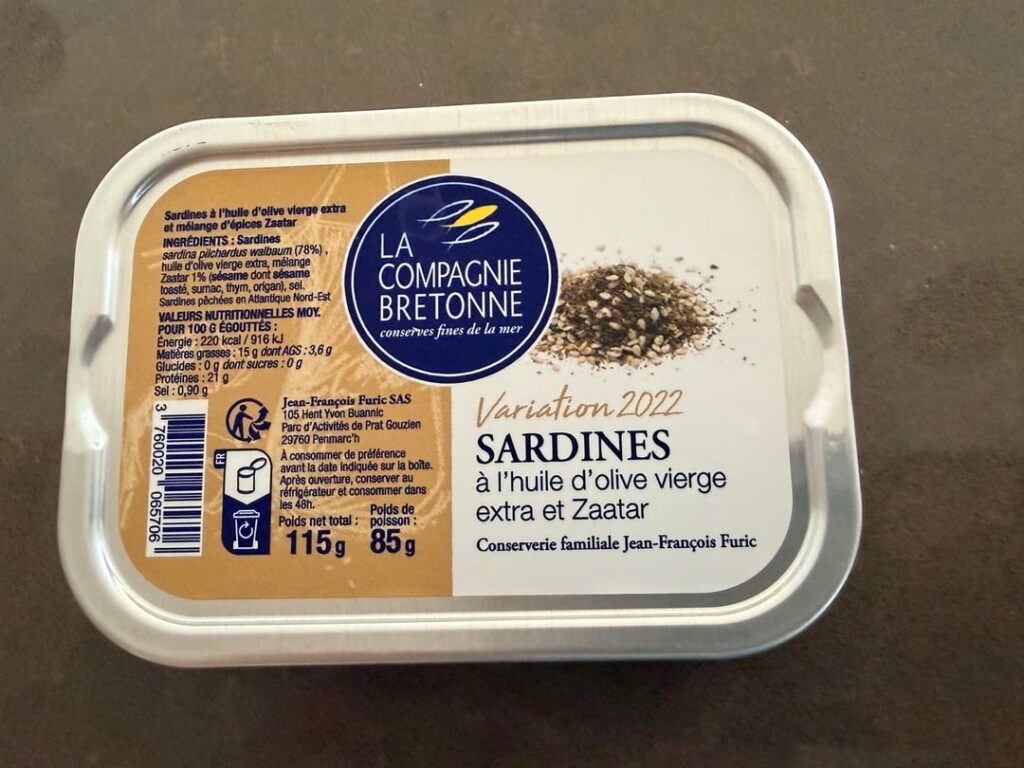 Sardines à l'huile d'olive vierge extra
et mélange d'épices Zaatar
INGRÉDIENTS : Sardines
sardina pilchardus walbaum (78%) ,
huile d'olive vierge extra, mélange
Zaatar 1% (sésame dont sésame
toasté, sumac, thym, origan), sel.
Sardines pêchées en Atlantique Nord-Est
VALEURS NUTRITIONNELLES MOY.
POUR 100 G ÉGOUTTÉS :
Énergie : 220 kcal / 916 kJ
Matières grasses : 15 g dont AGS : 3,6 g
Glucides : 0 g dont sucres : 0 g
Protéines : 21 g
Sel : 0,90 g
3 760020 065706
Jean-François Furic SAS
105 Hent Yvon Buannic
Parc d'Activités de Prat Gouzien
29760 Penmarc'h
FR
À consommer de préférence
avant la date indiquée sur la boîte.
Après ouverture, conserver au
réfrigérateur et consommer dans
les 48h.
Poids net total :
115g
Poids de
poisson :
85g
LA
COMPAGNIE
BRETONNE
conserves fines de la mer
Variation 2022
SARDINES
à l'huile d'olive vierge
extra et Zaatar
Conserverie familiale Jean-François Furic